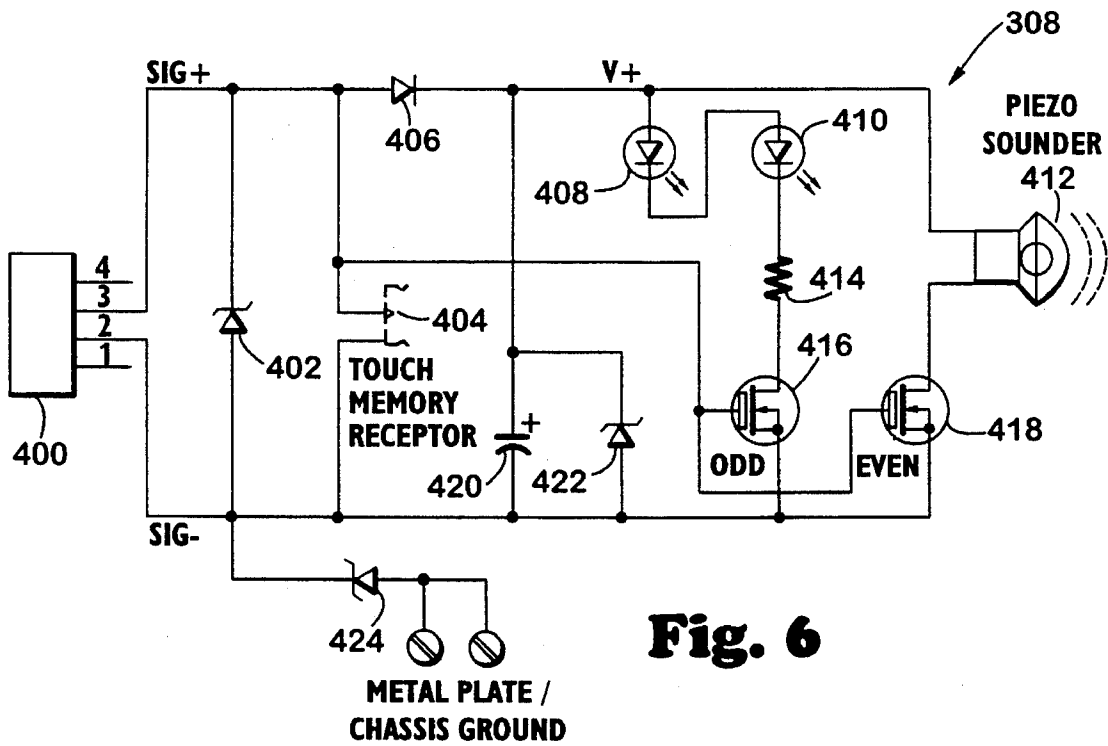 308
SIG+
V+
406
408
410
PIEZO
SOUNDER
412
4
3
2
1
400
402
404
TOUCH
MEMORY
RECEPTOR
414
416
418
+
420
422
ODD
EVEN
SIG-
424
METAL PLATE /
CHASSIS GROUND
Fig. 6